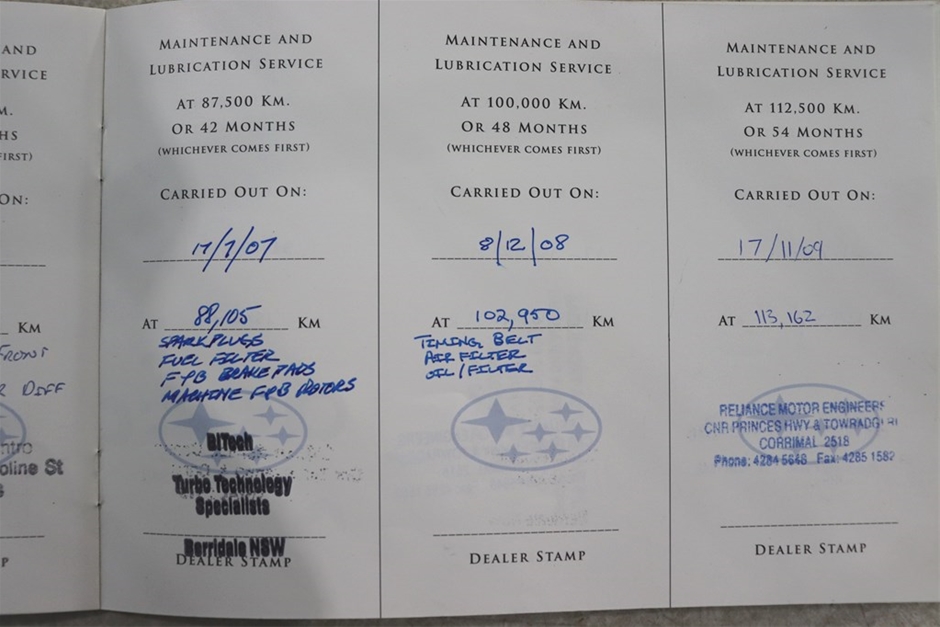 AND
RVICE
M.
HS
FIRST)
ON:
KM
FRONT
R DIFF
ntro
oline St
P
MAINTENANCE AND
LUBRICATION SERVICE
AT 87,500 KM.
OR 42 MONTHS
(WHICHEVER COMES FIRST)
CARRIED OUT ON:
17/7/07
AT 88,105 KM
SPARK PLUGS
FUEL FILTER
F+B BRAKE PADS
MACHINE F+B ROTORS
BiTech
Turbo Technology
Specialists
Berridale NSW
DEALER STAMP
MAINTENANCE AND
LUBRICATION SERVICE
AT 100,000 KM.
OR 48 MONTHS
(WHICHEVER COMES FIRST)
CARRIED OUT ON:
8/12/08
AT 102,950 KM
TIMING BELT
AIR FILTER
OIL/FILTER
DEALER STAMP
MAINTENANCE AND
LUBRICATION SERVICE
AT 112,500 KM.
OR 54 MONTHS
(WHICHEVER COMES FIRST)
CARRIED OUT ON:
17/11/09
AT 113,162 KM
RELIANCE MOTOR ENGINEERS
CNR PRINCES HWY & TOWRADGI RI
CORRIMAL 2518
Phone: 4284 5648 Fax: 4285 1582
DEALER STAMP